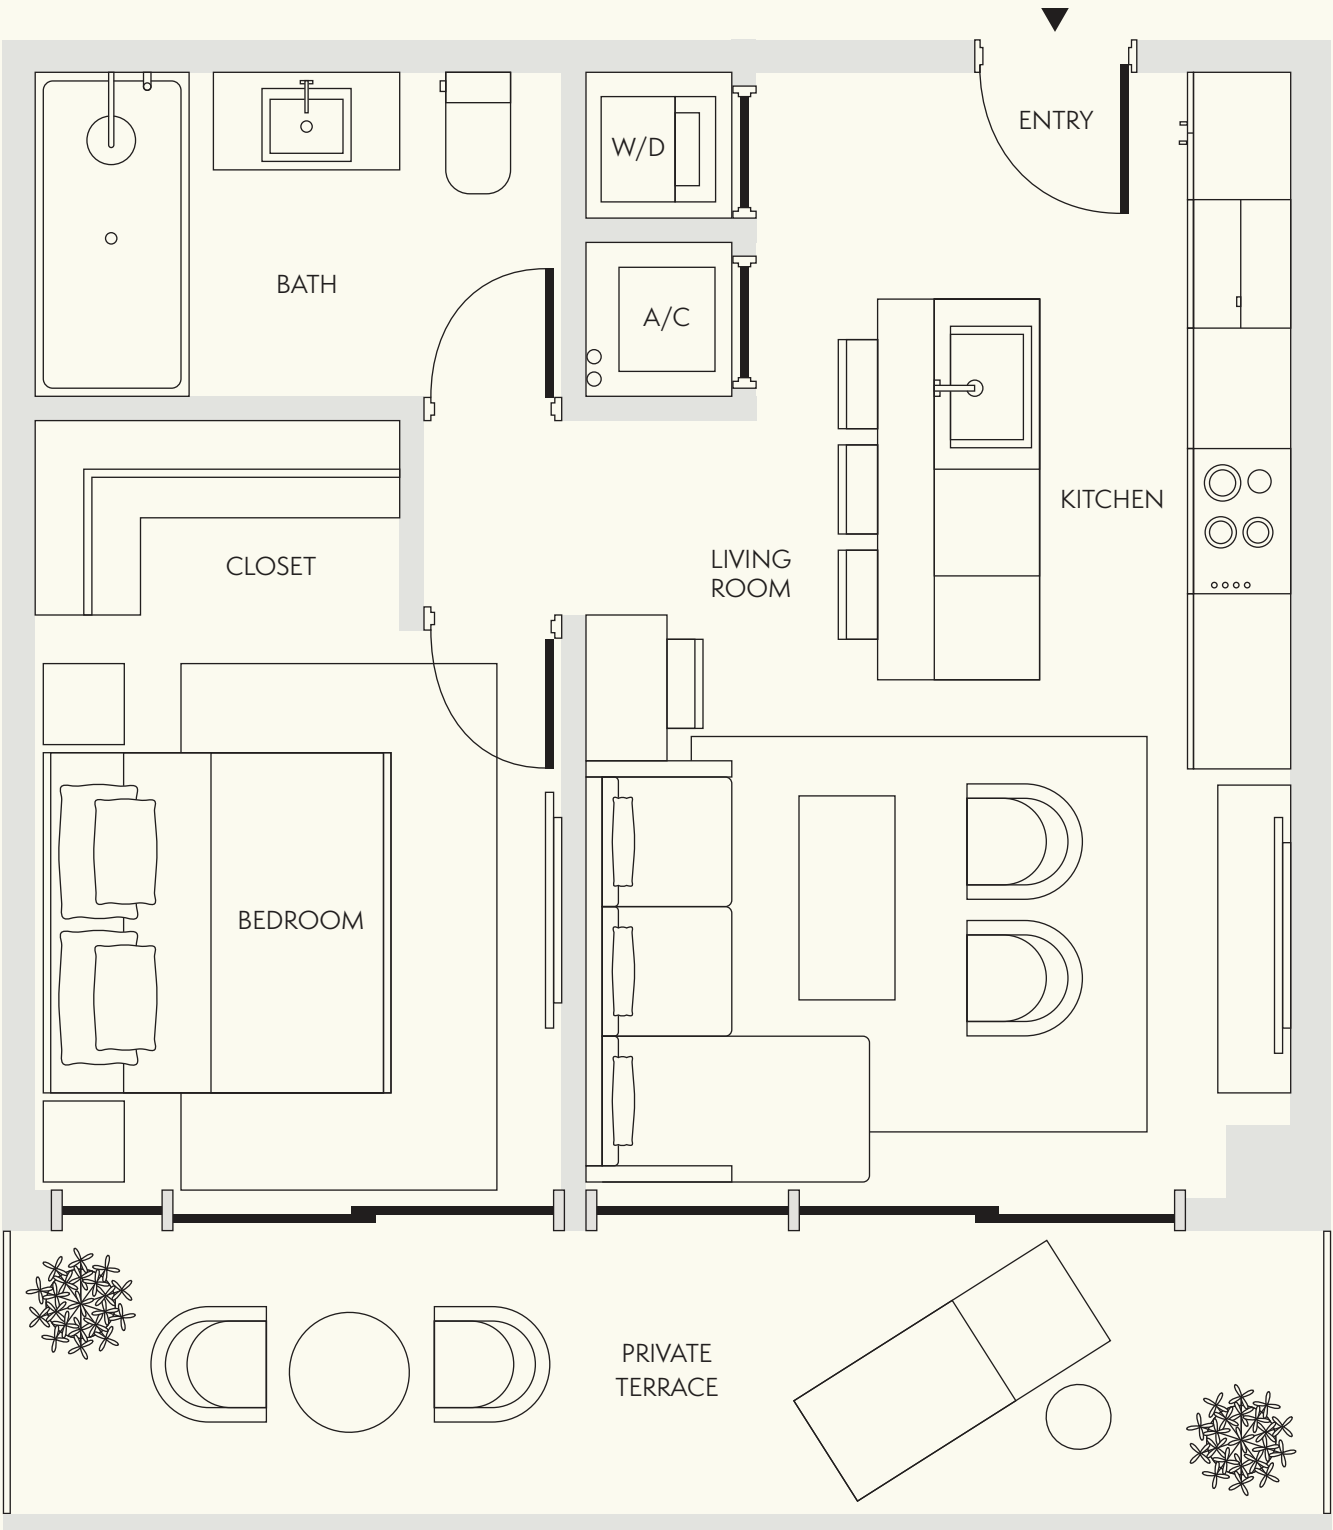 ENTRY
W/D
BATH
A/C
KITCHEN
LIVING
ROOM
CLOSET
BEDROOM
PRIVATE
TERRACE